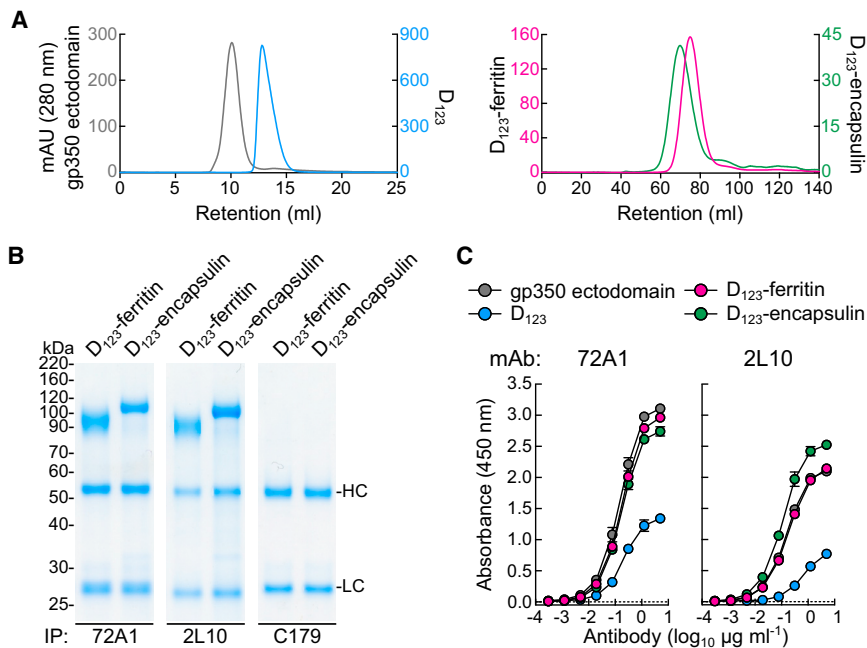 A
mAU (280 nm)
gp350 ectodomain
300
200
100
0
900
600
300
0
D₁₂₃
0 5 10 15 20 25
Retention (ml)
D₁₂₃-ferritin
160
120
80
40
0
45
30
15
0
D₁₂₃-encapsulin
0 20 40 60 80 100 120 140
Retention (ml)
B
D₁₂₃-ferritin
D₁₂₃-encapsulin
D₁₂₃-ferritin
D₁₂₃-encapsulin
D₁₂₃-ferritin
D₁₂₃-encapsulin
kDa
220-
160-
120-
100-
90-
70-
60-
50-
40-
30-
25-
-HC
-LC
IP: 72A1 2L10 C179
C
gp350 ectodomain
D₁₂₃
D₁₂₃-ferritin
D₁₂₃-encapsulin
mAb: 72A1 2L10
Absorbance (450 nm)
3.5
3.0
2.5
2.0
1.5
1.0
0.5
0.0
-4 -3 -2 -1 0 1
-4 -3 -2 -1 0 1
Antibody (log₁₀ µg ml⁻¹)